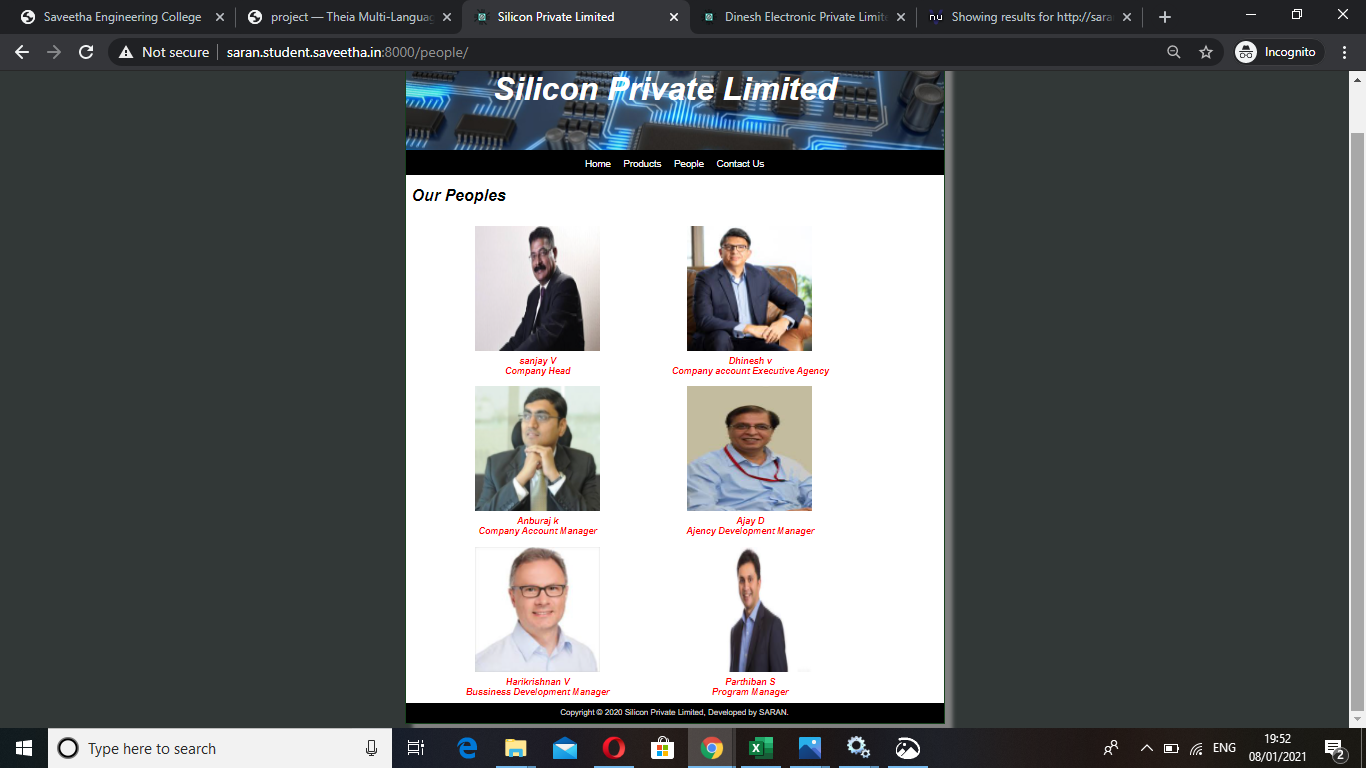 Saveetha Engineering College
project — Theia Multi-Languag
Silicon Private Limited
Dinesh Electronic Private Limite
Showing results for http://sara
Not secure
saran.student.saveetha.in:8000/people/
Incognito
Silicon Private Limited
Home Products People Contact Us
Our Peoples
sanjay V
Company Head
Dhinesh v
Company account Executive Agency
Anburaj k
Company Account Manager
Ajay D
Ajency Development Manager
Harikrishnan V
Bussiness Development Manager
Parthiban S
Program Manager
Copyright © 2020 Silicon Private Limited, Developed by SARAN.
Type here to search
ENG
19:52
08/01/2021
2